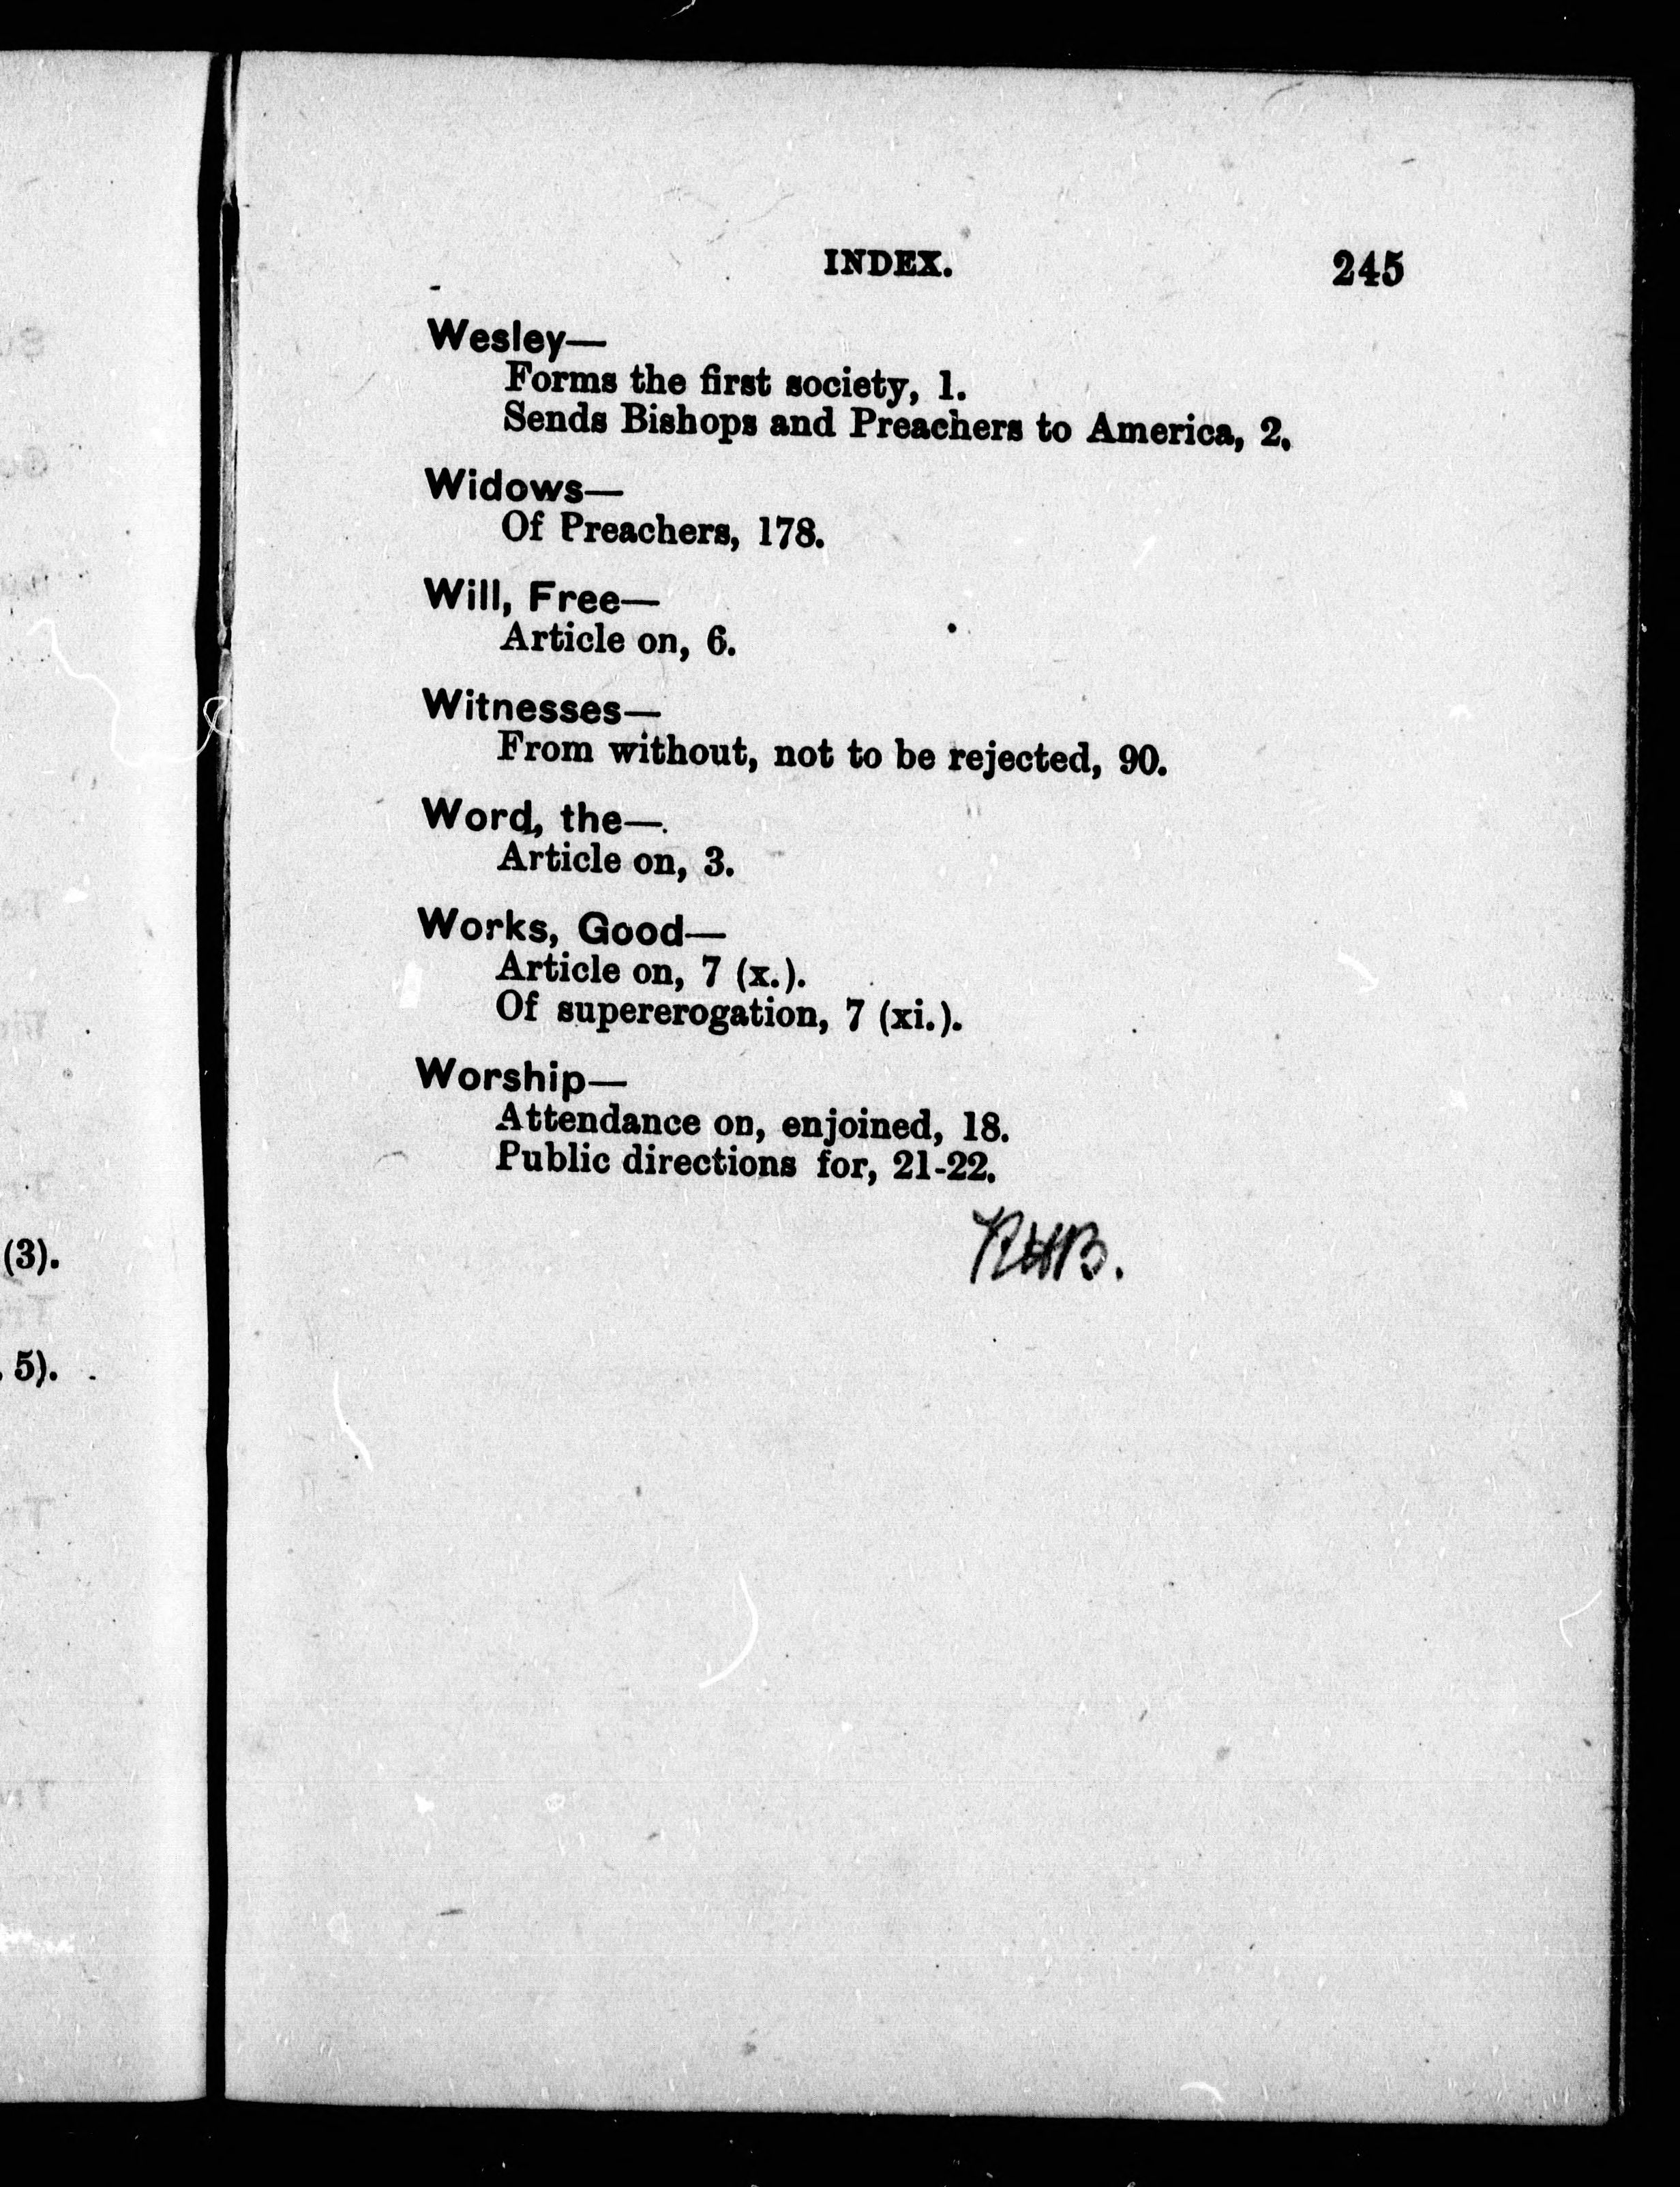 INDEX. 245
Wesley—
Forms the first society, 1.
Sends Bishops and Preachers to America, 2.
Widows—
Of Preachers, 178.
Will, Free—
Article on, 6.
Witnesses—
From without, not to be rejected, 90.
Word, the—
Article on, 3.
Works, Good—
Article on, 7 (x.).
Of supererogation, 7 (xi.).
Worship—
Attendance on, enjoined, 18.
Public directions for, 21-22.
RHB.
(3).
5).